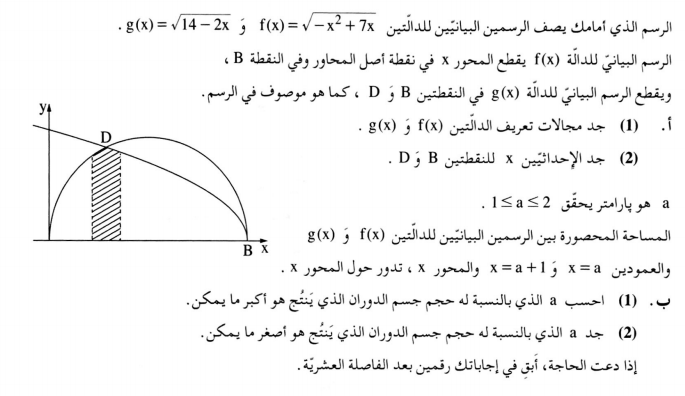 الرسم الذي أمامك يصف الرسمين البيانيّين للدالّتين f(x) = √(−x² + 7x) وَ g(x) = √(14 − 2x) .
الرسم البيانيّ للدالّة f(x) يقطع المحور x في نقطة أصل المحاور وفي النقطة B ،
ويقطع الرسم البيانيّ للدالّة g(x) في النقطتين B وَ D ، كما هو موصوف في الرسم.
أ. (1) جد مجالات تعريف الدالّتين f(x) وَ g(x) .
(2) جد الإحداثيّين x للنقطتين B وَ D .
y
D
B x
a هو پارامتر يحقّق 1 ≤ a ≤ 2 .
المساحة المحصورة بين الرسمين البيانيّين للدالّتين f(x) وَ g(x)
والعمودين x = a وَ x = a + 1 والمحور x ، تدور حول المحور x .
ب. (1) احسب a الذي بالنسبة له حجم جسم الدوران الذي يَنتُج هو أكبر ما يمكن.
(2) جد a الذي بالنسبة له حجم جسم الدوران الذي يَنتُج هو أصغر ما يمكن.
إذا دعت الحاجة، أَبقِ في إجاباتك رقمين بعد الفاصلة العشريّة.